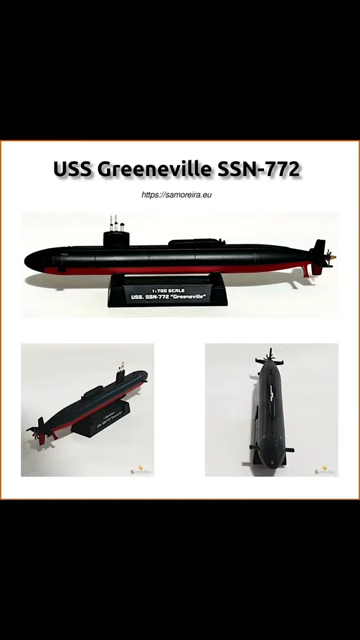 USS Greeneville SSN-772
https://samoreira.eu
1:700 SCALE
USS. SSN-772 "Greeneville"